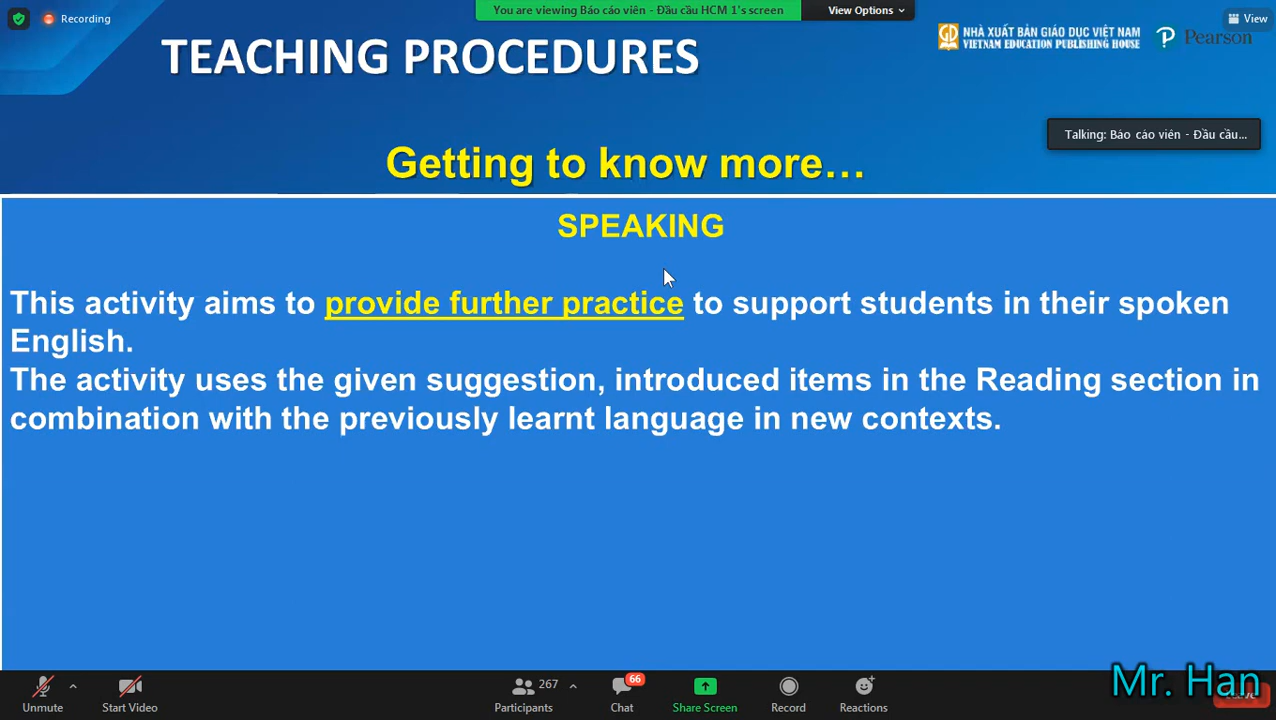 Recording
You are viewing Báo cáo viên - Đầu cầu HCM 1's screen
View Options
View
TEACHING PROCEDURES
NHÀ XUẤT BẢN GIÁO DỤC VIỆT NAM
VIETNAM EDUCATION PUBLISHING HOUSE
Pearson
Talking: Báo cáo viên - Đầu cầu...
Getting to know more...
SPEAKING
This activity aims to provide further practice to support students in their spoken
English.
The activity uses the given suggestion, introduced items in the Reading section in
combination with the previously learnt language in new contexts.
267
66
Unmute
Start Video
Participants
Chat
Share Screen
Record
Reactions
Mr. Han